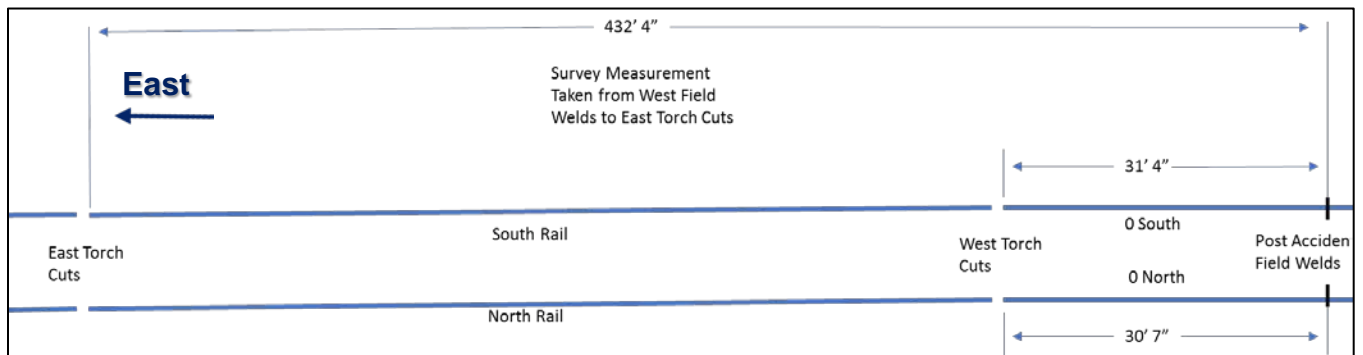 432’ 4”
East
Survey Measurement
Taken from West Field
Welds to East Torch Cuts
31’ 4”
0 South
South Rail
East Torch
Cuts
West Torch
Cuts
Post Acciden
Field Welds
0 North
North Rail
30’ 7”